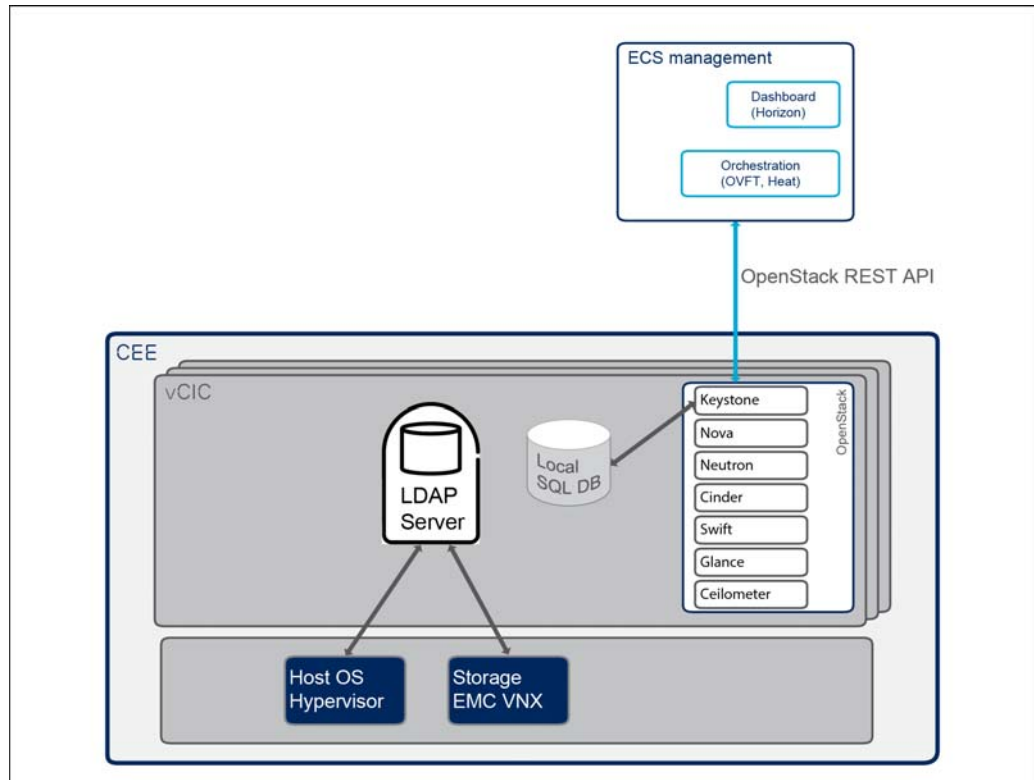 ECS management
Dashboard
(Horizon)
Orchestration
(OVFT, Heat)
OpenStack REST API
CEE
vCIC
LDAP
Server
Local
SQL DB
OpenStack
Keystone
Nova
Neutron
Cinder
Swift
Glance
Ceilometer
Host OS
Hypervisor
Storage
EMC VNX